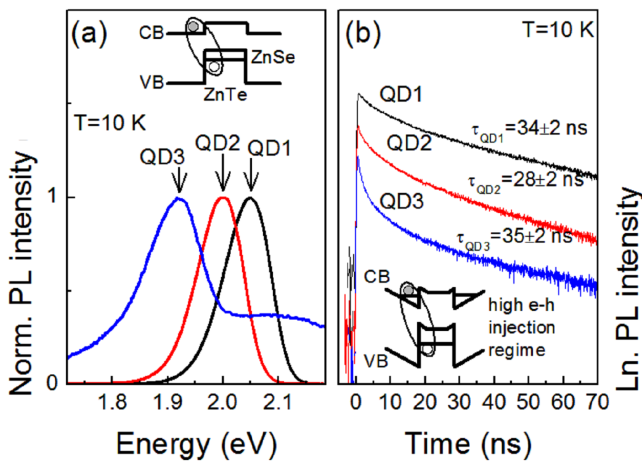 (a)
CB
ZnSe
VB
ZnTe
T=10 K
QD3
QD2
QD1
1
0
1.8
1.9
2.0
2.1
Energy (eV)
Norm. PL intensity
(b)
T=10 K
QD1
τQD1=34±2 ns
QD2
τQD2=28±2 ns
QD3
τQD3=35±2 ns
CB
high e-h
injection
regime
VB
0
10
20
30
40
50
60
70
Time (ns)
Ln. PL intensity